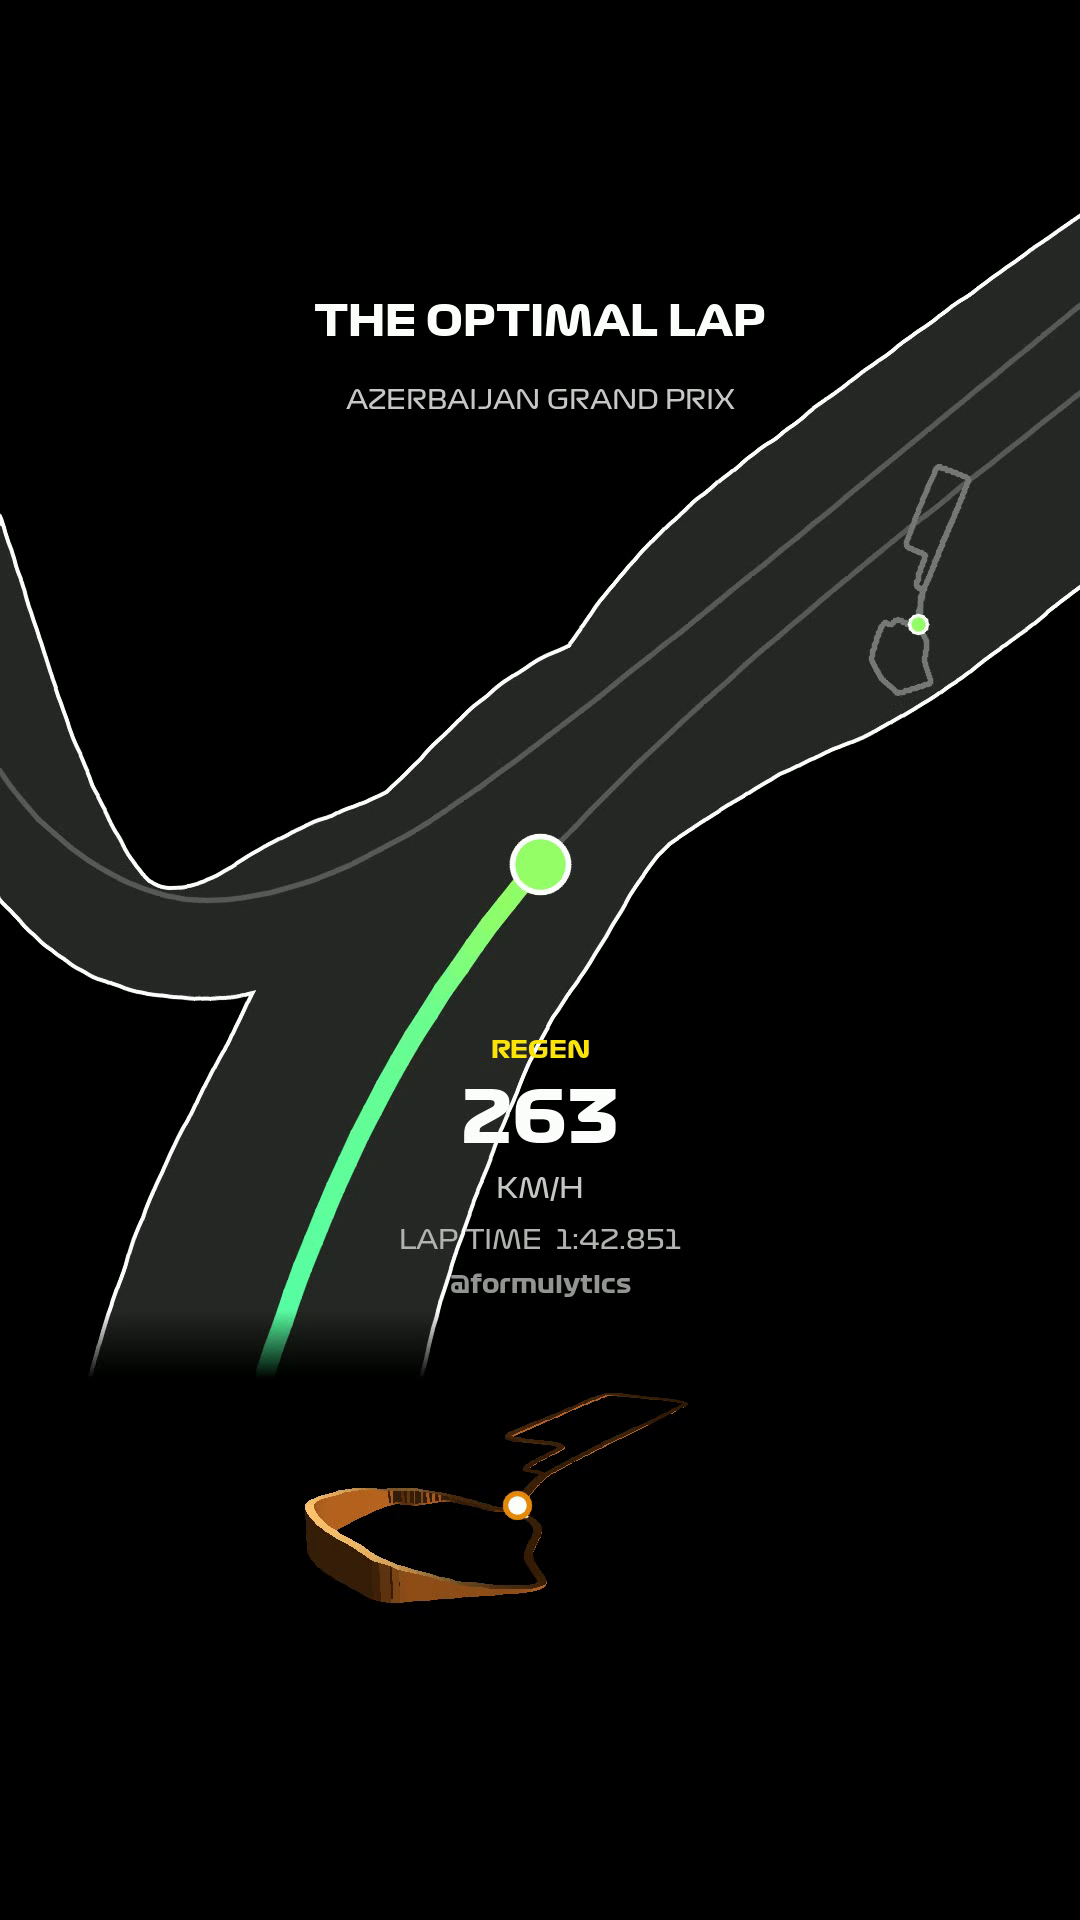 THE OPTIMAL LAP
AZERBAIJAN GRAND PRIX
REGEN
263
KM/H
LAP TIME 1:42.851
@formulytics